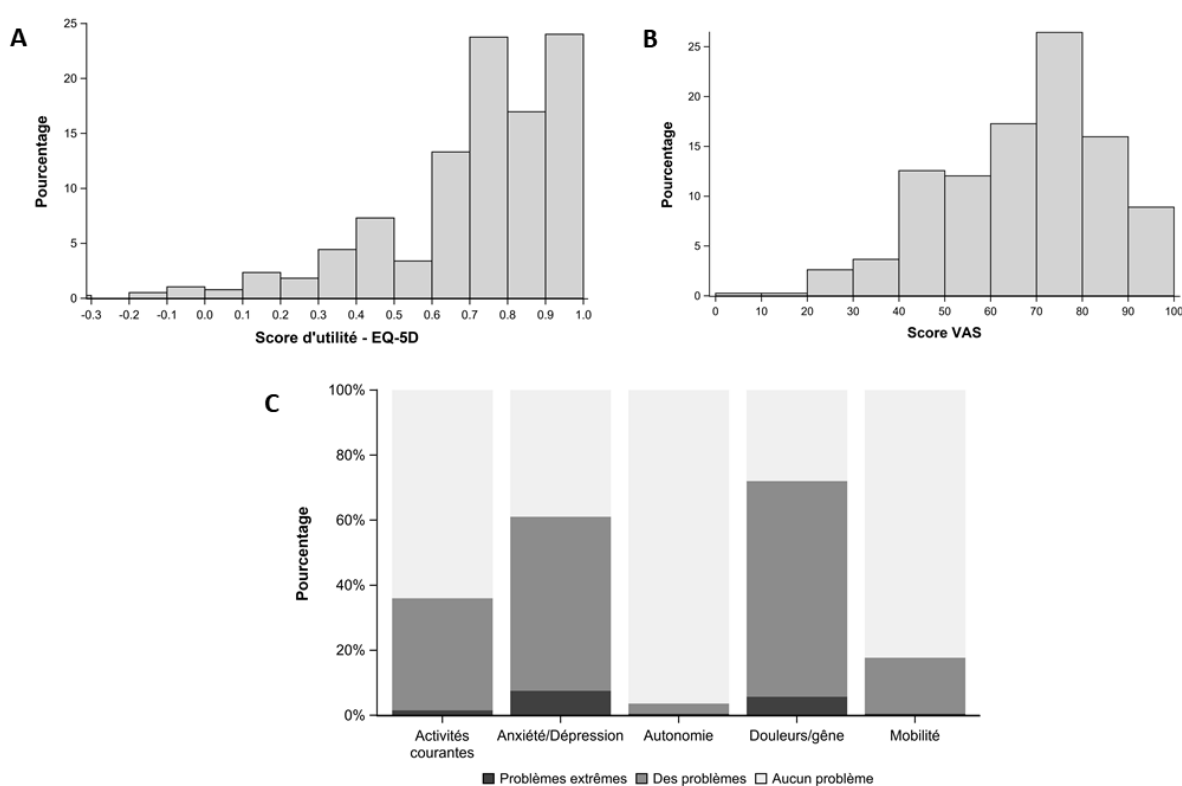 A
Pourcentage
25
20
15
10
5
0
-0.3 -0.2 -0.1 0.0 0.1 0.2 0.3 0.4 0.5 0.6 0.7 0.8 0.9 1.0
Score d'utilité - EQ-5D
B
Pourcentage
25
20
15
10
5
0
0 10 20 30 40 50 60 70 80 90 100
Score VAS
C
Pourcentage
100%
80%
60%
40%
20%
0%
Activités
courantes
Anxiété/Dépression
Autonomie
Douleurs/gêne
Mobilité
Problèmes extrêmes Des problèmes Aucun problème